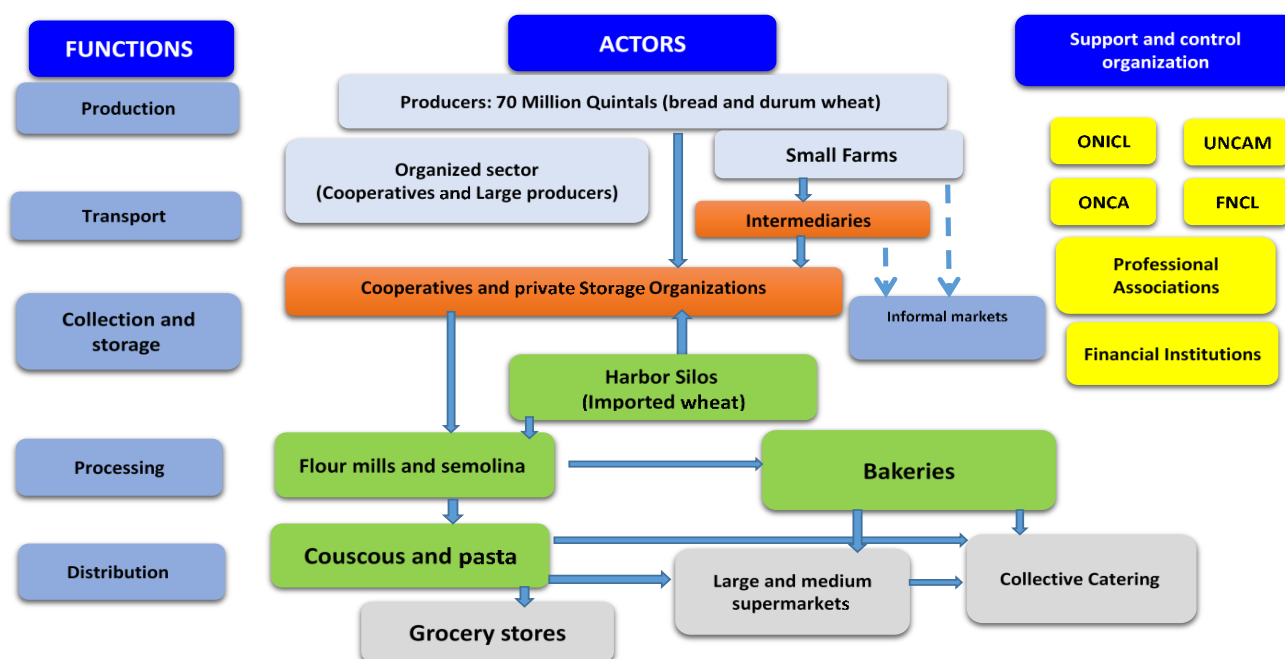 FUNCTIONS
ACTORS
Support and control
organization
Production
Producers: 70 Million Quintals (bread and durum wheat)
Organized sector
(Cooperatives and Large producers)
Small Farms
ONICL
UNCAM
Transport
Intermediaries
ONCA
FNCL
Cooperatives and private Storage Organizations
Professional
Associations
Collection and
storage
Informal markets
Financial Institutions
Harbor Silos
(Imported wheat)
Processing
Flour mills and semolina
Bakeries
Distribution
Couscous and pasta
Large and medium
supermarkets
Collective Catering
Grocery stores